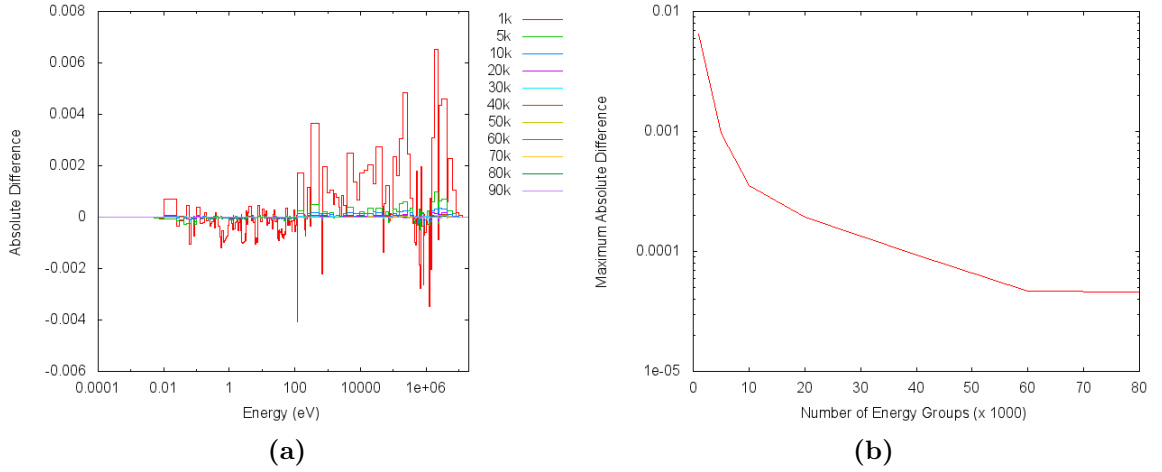 0.008
0.006
0.004
0.002
0
-0.002
-0.004
-0.006
Absolute Difference
0.0001
0.01
1
100
10000
1e+06
Energy (eV)
1k
5k
10k
20k
30k
40k
50k
60k
70k
80k
90k
(a)
0.01
0.001
0.0001
1e-05
Maximum Absolute Difference
0
10
20
30
40
50
60
70
80
Number of Energy Groups (x 1000)
(b)